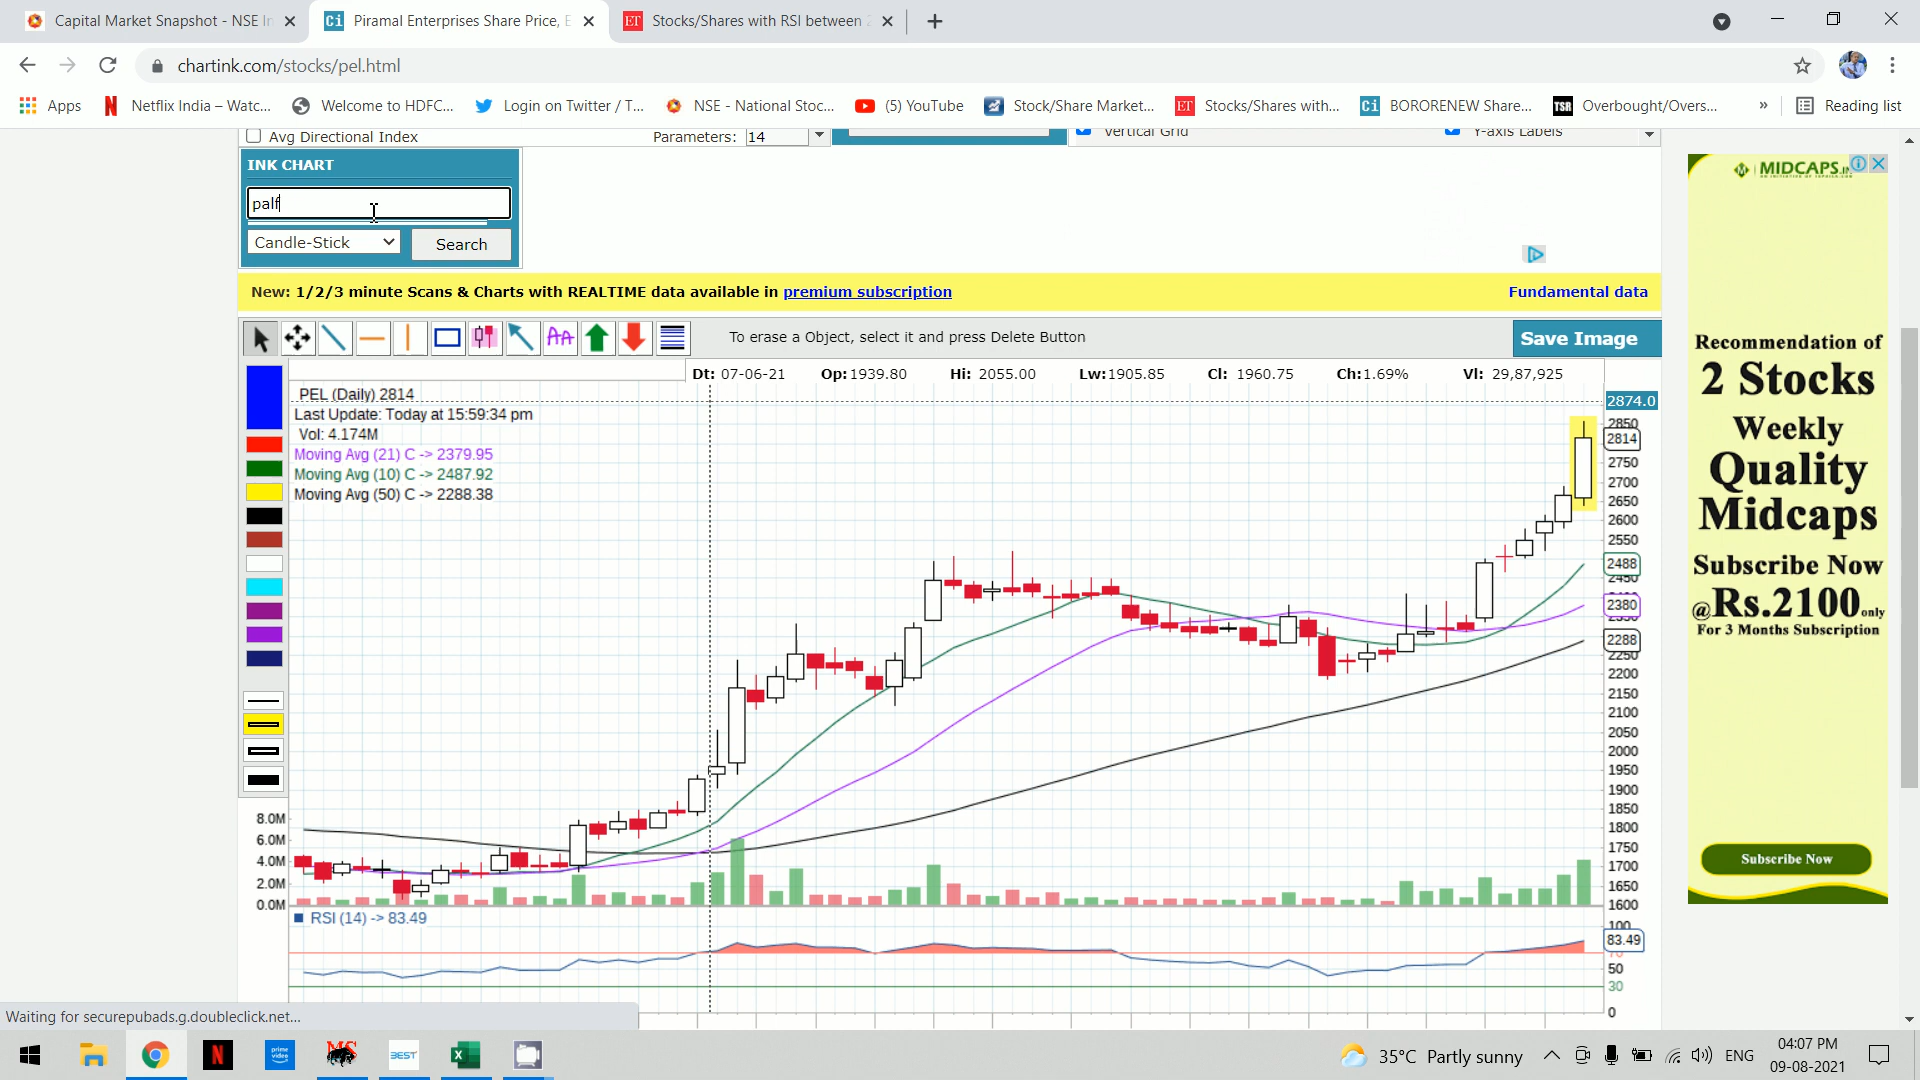 Capital Market Snapshot - NSE In
Piramal Enterprises Share Price, E
Stocks/Shares with RSI between 2
chartink.com/stocks/pel.html
Apps
Netflix India – Watc...
Welcome to HDFC...
Login on Twitter / T...
NSE - National Stoc...
(5) YouTube
Stock/Share Market...
Stocks/Shares with...
BORORENEW Share...
Overbought/Overs...
»
Reading list
Avg Directional Index
Parameters: 14
Vertical Grid
Y-axis Labels
INK CHART
palf
Candle-Stick
Search
New: 1/2/3 minute Scans & Charts with REALTIME data available in premium subscription
Fundamental data
To erase a Object, select it and press Delete Button
Save Image
Dt: 07-06-21 Op:1939.80 Hi: 2055.00 Lw:1905.85 Cl: 1960.75 Ch:1.69% Vl: 29,87,925
PEL (Daily) 2814
Last Update: Today at 15:59:34 pm
Vol: 4.174M
Moving Avg (21) C -> 2379.95
Moving Avg (10) C -> 2487.92
Moving Avg (50) C -> 2288.38
2874.0
2850
2814
2750
2700
2650
2600
2550
2488
2450
2380
2288
2250
2200
2150
2100
2050
2000
1950
1900
1850
1800
1750
1700
1650
1600
8.0M
6.0M
4.0M
2.0M
0.0M
RSI (14) -> 83.49
100
83.49
70
50
30
0
MIDCAPS.IN
Recommendation of
2 Stocks
Weekly
Quality
Midcaps
Subscribe Now
@Rs.2100 only
For 3 Months Subscription
Subscribe Now
Waiting for securepubads.g.doubleclick.net...
35°C Partly sunny
ENG
04:07 PM
09-08-2021